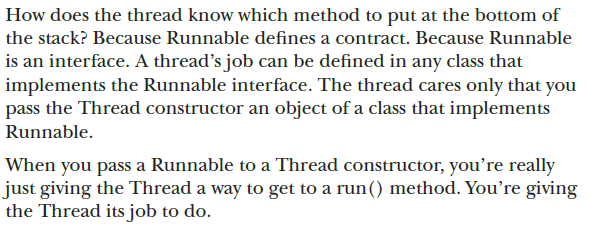 How does the thread know which method to put at the bottom of
the stack? Because Runnable defines a contract. Because Runnable
is an interface. A thread’s job can be defined in any class that
implements the Runnable interface. The thread cares only that you
pass the Thread constructor an object of a class that implements
Runnable.
When you pass a Runnable to a Thread constructor, you’re really
just giving the Thread a way to get to a run() method. You’re giving
the Thread its job to do.